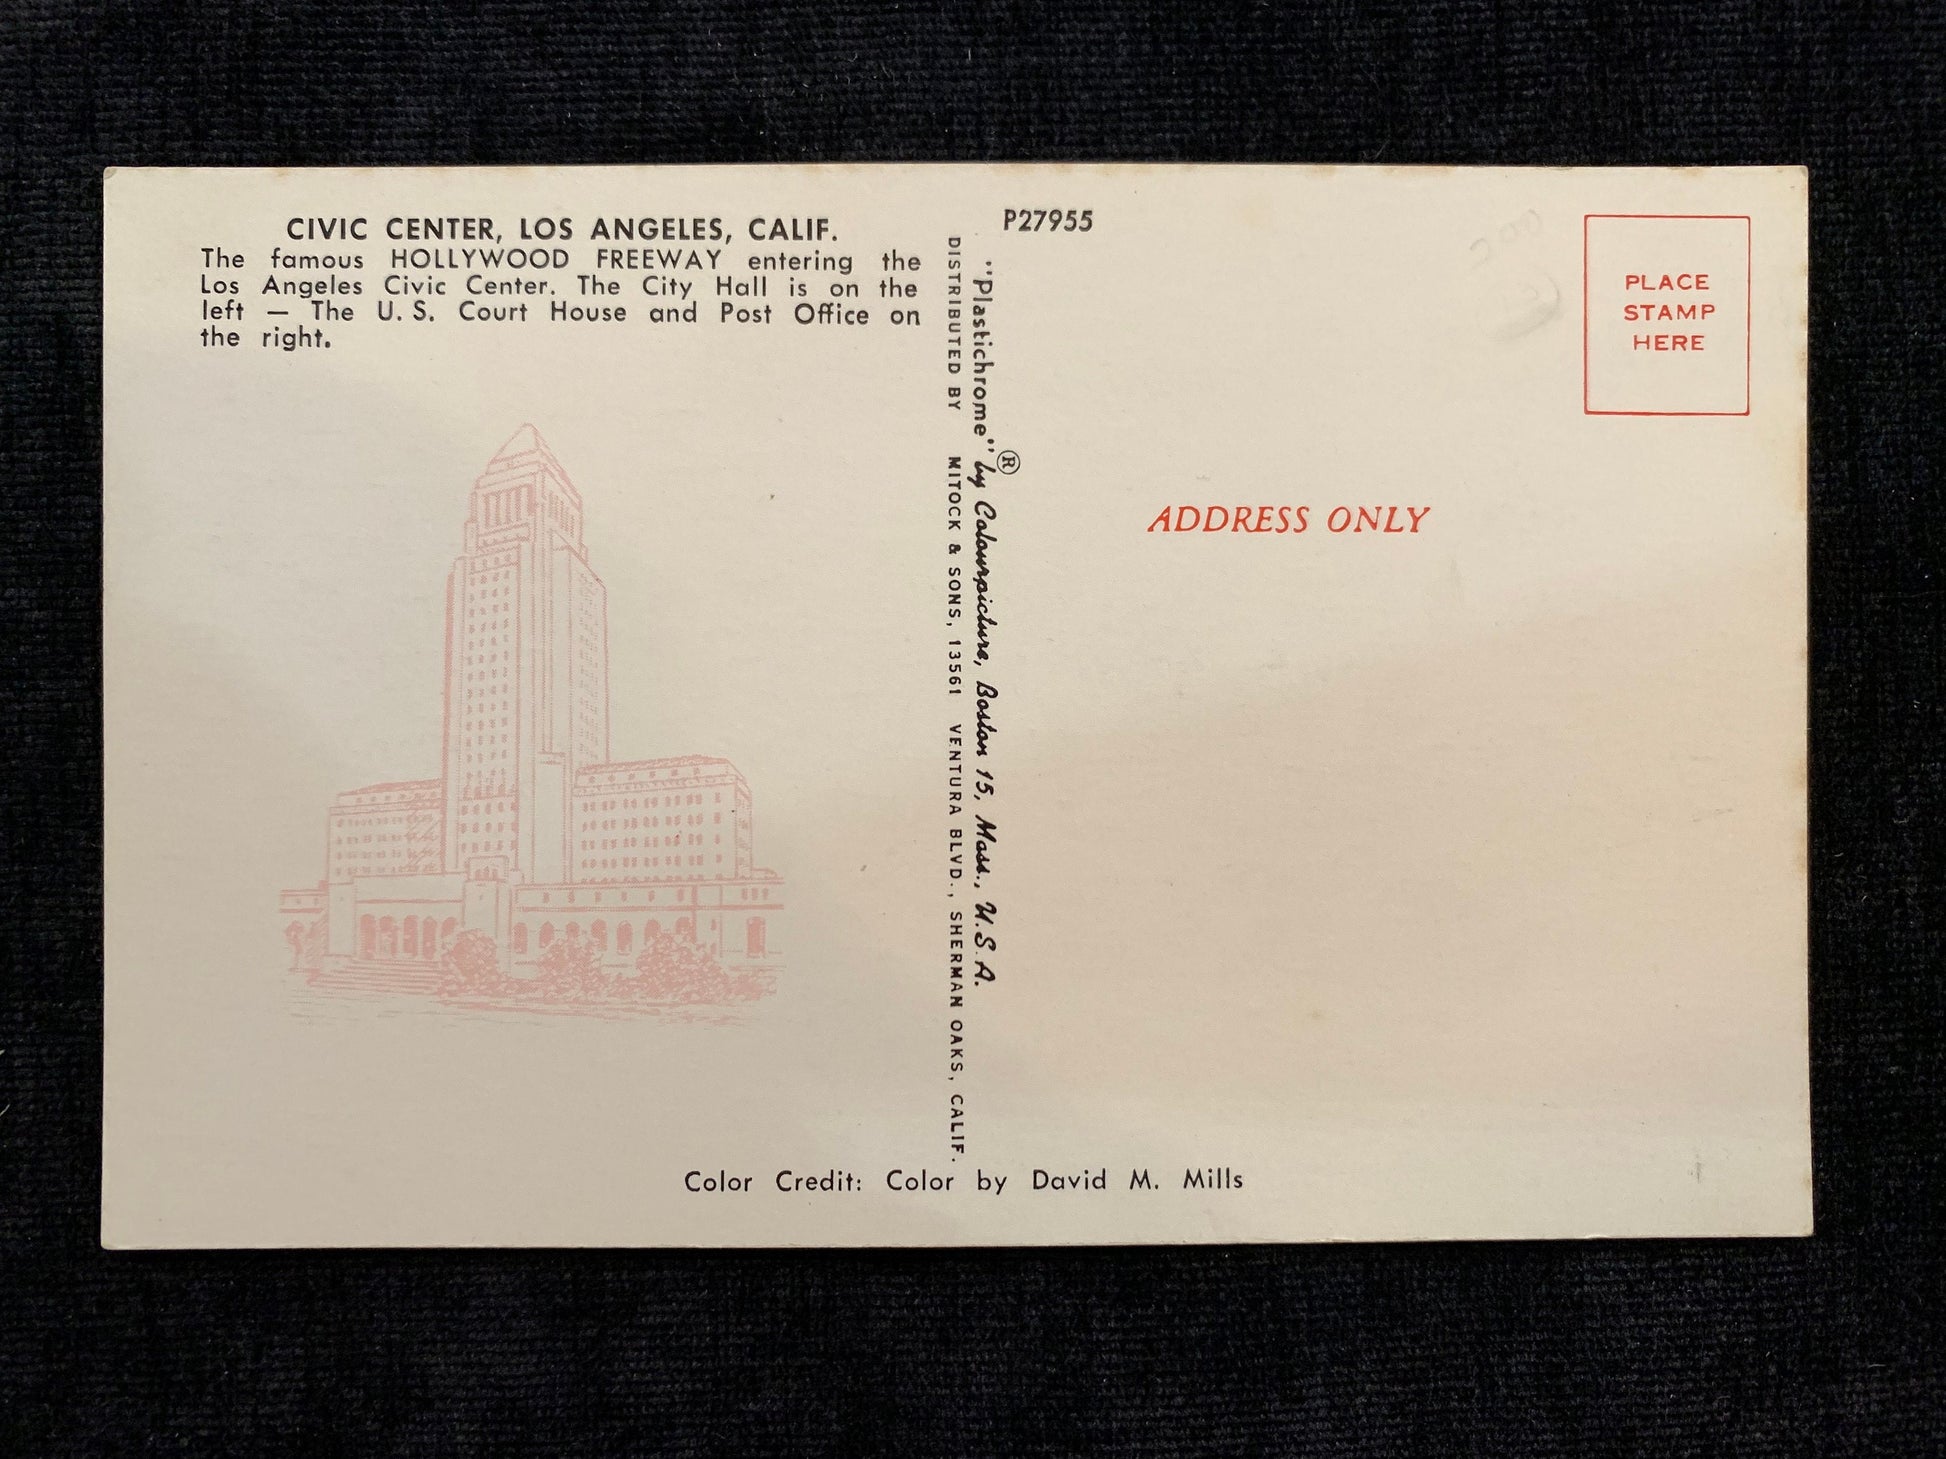 CIVIC CENTER, LOS ANGELES, CALIF.
The famous HOLLYWOOD FREEWAY entering the
Los Angeles Civic Center. The City Hall is on the
left — The U. S. Court House and Post Office on
the right.
P27955
"Plastichrome"® by Colourpicture, Boston 15, Mass., U.S.A.
DISTRIBUTED BY MITOCK & SONS, 13561 VENTURA BLVD., SHERMAN OAKS, CALIF.
PLACE
STAMP
HERE
ADDRESS ONLY
Color Credit: Color by David M. Mills